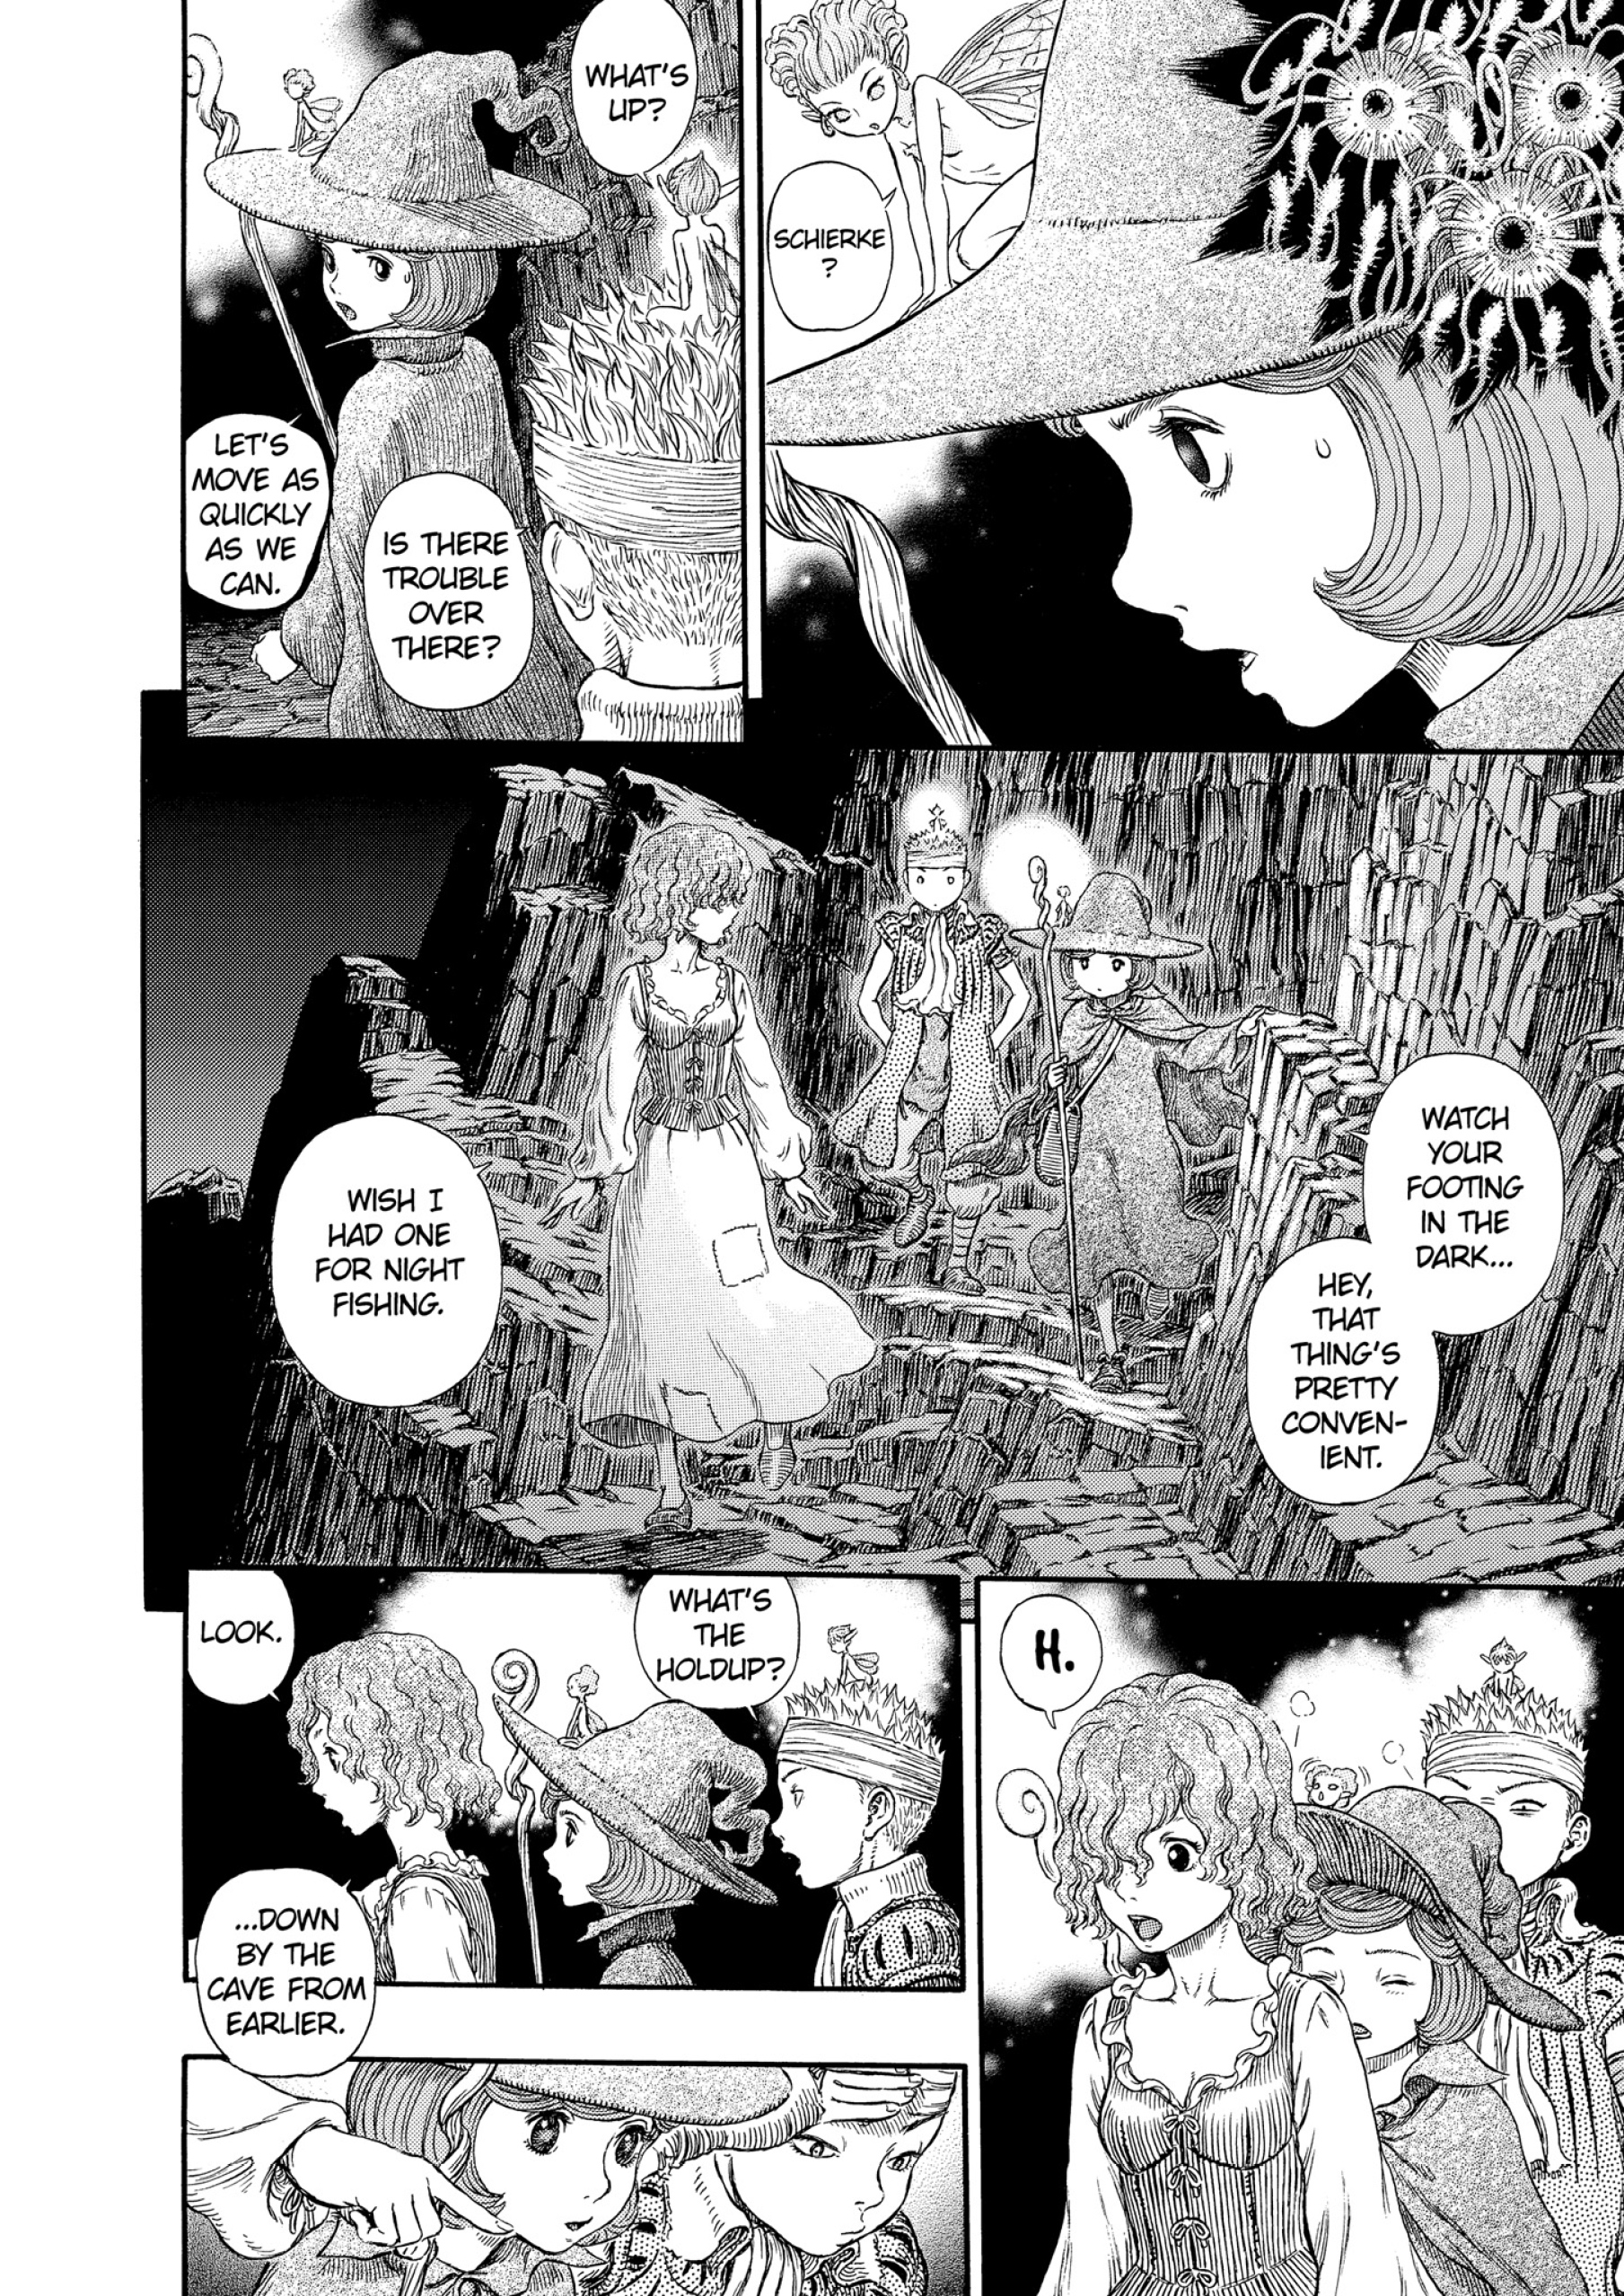 SCHIERKE
?
WHAT'S
UP?
IS THERE
TROUBLE
OVER
THERE?
LET'S
MOVE AS
QUICKLY
AS WE
CAN.
WATCH
YOUR
FOOTING
IN THE
DARK...
HEY,
THAT
THING'S
PRETTY
CONVEN-
IENT.
WISH I
HAD ONE
FOR NIGHT
FISHING.
H.
WHAT'S
THE
HOLDUP?
LOOK.
...DOWN
BY THE
CAVE FROM
EARLIER.